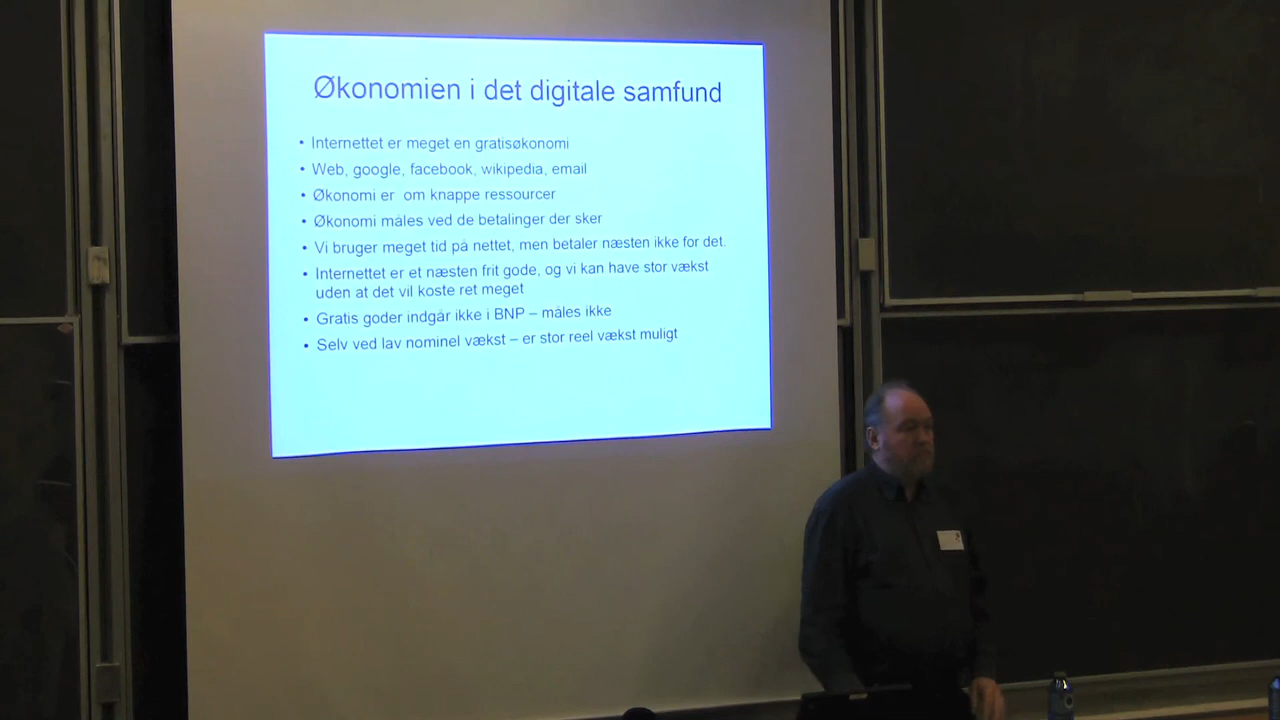 Økonomien i det digitale samfund
• Internettet er meget en gratisøkonomi
• Web, google, facebook, wikipedia, email
• Økonomi er om knappe ressourcer
• Økonomi måles ved de betalinger der sker
• Vi bruger meget tid på nettet, men betaler næsten ikke for det.
• Internettet er et næsten frit gode, og vi kan have stor vækst
uden at det vil koste ret meget
• Gratis goder indgår ikke i BNP – måles ikke
• Selv ved lav nominel vækst – er stor reel vækst muligt